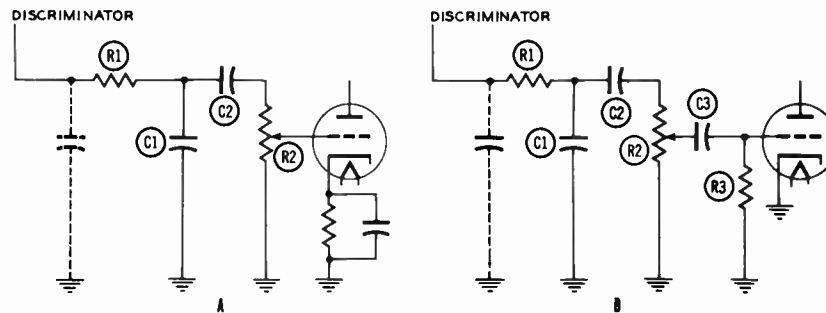 DISCRIMINATOR
R1
C2
C1
R2
A
DISCRIMINATOR
R1
C2
C3
C1
R2
R3
B